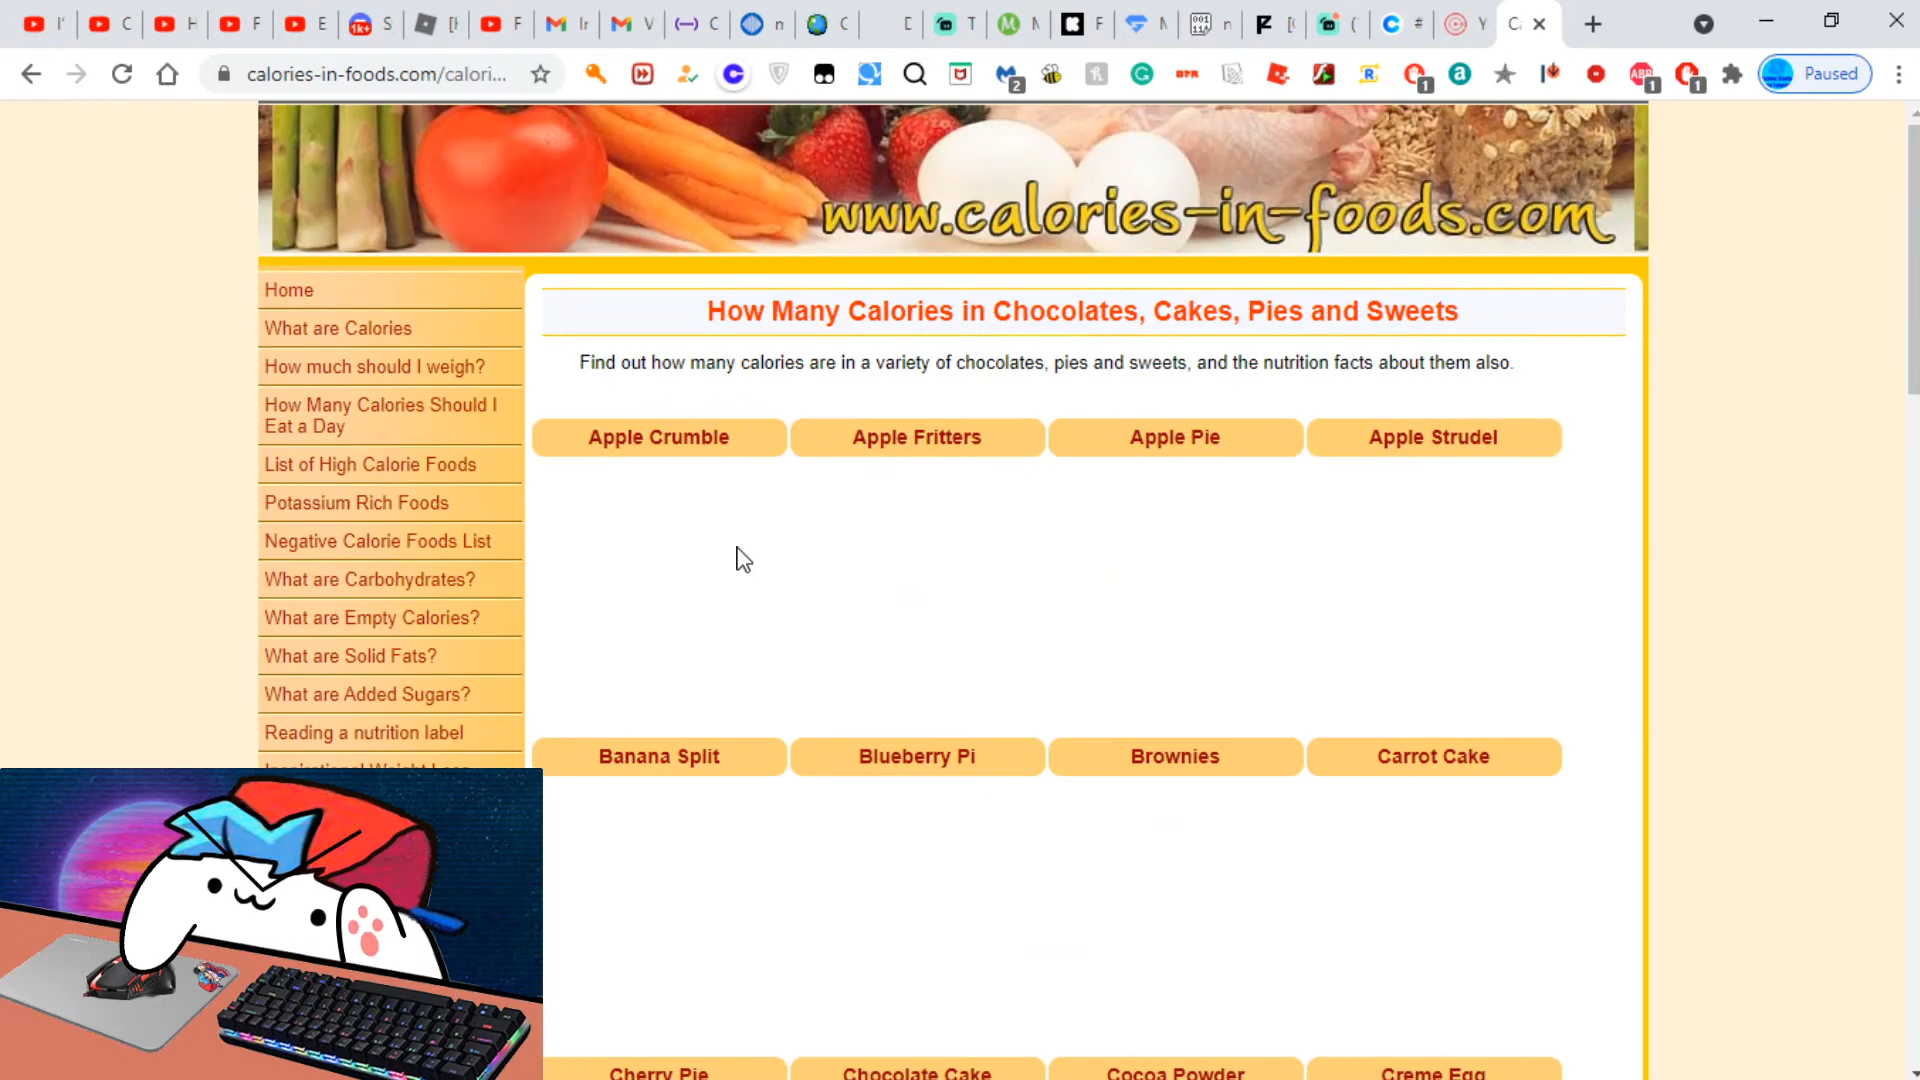 calories-in-foods.com/calori...
Paused
www.calories-in-foods.com
Home
What are Calories
How much should I weigh?
How Many Calories Should I
Eat a Day
List of High Calorie Foods
Potassium Rich Foods
Negative Calorie Foods List
What are Carbohydrates?
What are Empty Calories?
What are Solid Fats?
What are Added Sugars?
Reading a nutrition label
How Many Calories in Chocolates, Cakes, Pies and Sweets
Find out how many calories are in a variety of chocolates, pies and sweets, and the nutrition facts about them also.
Apple Crumble Apple Fritters Apple Pie Apple Strudel
Banana Split Blueberry Pi Brownies Carrot Cake
Cherry Pie Chocolate Cake Cocoa Powder Creme Egg